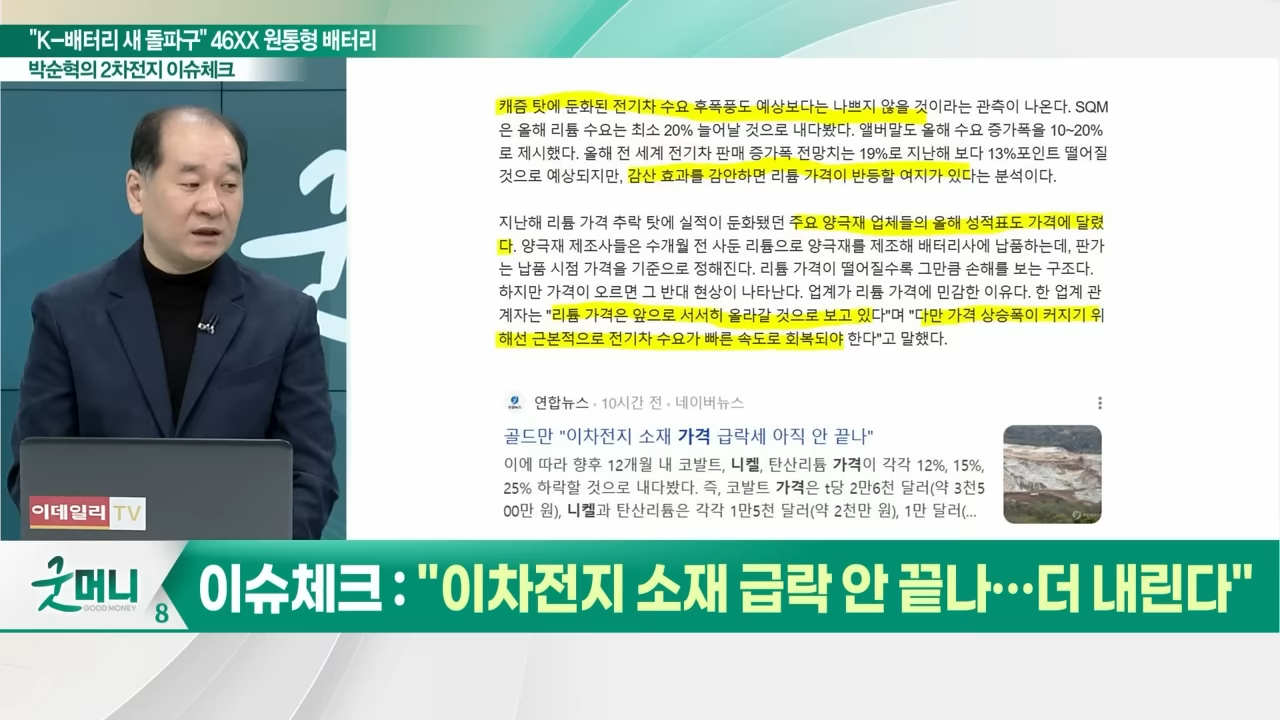 "K-배터리 새 돌파구" 46XX 원통형 배터리
박순혁의 2차전지 이슈체크
캐즘 탓에 둔화된 전기차 수요 후폭풍도 예상보다는 나쁘지 않을 것이라는 관측이 나온다. SQM
은 올해 리튬 수요는 최소 20% 늘어날 것으로 내다봤다. 앨버말도 올해 수요 증가폭을 10~20%
로 제시했다. 올해 전 세계 전기차 판매 증가폭 전망치는 19%로 지난해 보다 13%포인트 떨어질
것으로 예상되지만, 감산 효과를 감안하면 리튬 가격이 반등할 여지가 있다는 분석이다.
지난해 리튬 가격 추락 탓에 실적이 둔화됐던 주요 양극재 업체들의 올해 성적표도 가격에 달렸
다. 양극재 제조사들은 수개월 전 사둔 리튬으로 양극재를 제조해 배터리사에 납품하는데, 판가
는 납품 시점 가격을 기준으로 정해진다. 리튬 가격이 떨어질수록 그만큼 손해를 보는 구조다.
하지만 가격이 오르면 그 반대 현상이 나타난다. 업계가 리튬 가격에 민감한 이유다. 한 업계 관
계자는 "리튬 가격은 앞으로 서서히 올라갈 것으로 보고 있다"며 "다만 가격 상승폭이 커지기 위
해선 근본적으로 전기차 수요가 빠른 속도로 회복되야 한다"고 말했다.
연합뉴스 · 10시간 전 · 네이버뉴스
골드만 "이차전지 소재 가격 급락세 아직 안 끝나"
이에 따라 향후 12개월 내 코발트, 니켈, 탄산리튬 가격이 각각 12%, 15%,
25% 하락할 것으로 내다봤다. 즉, 코발트 가격은 t당 2만6천 달러(약 3천5
00만 원), 니켈과 탄산리튬은 각각 1만5천 달러(약 2천만 원), 1만 달러(...
이데일리TV
굿머니
GOOD MONEY
8
이슈체크 : "이차전지 소재 급락 안 끝나…더 내린다"